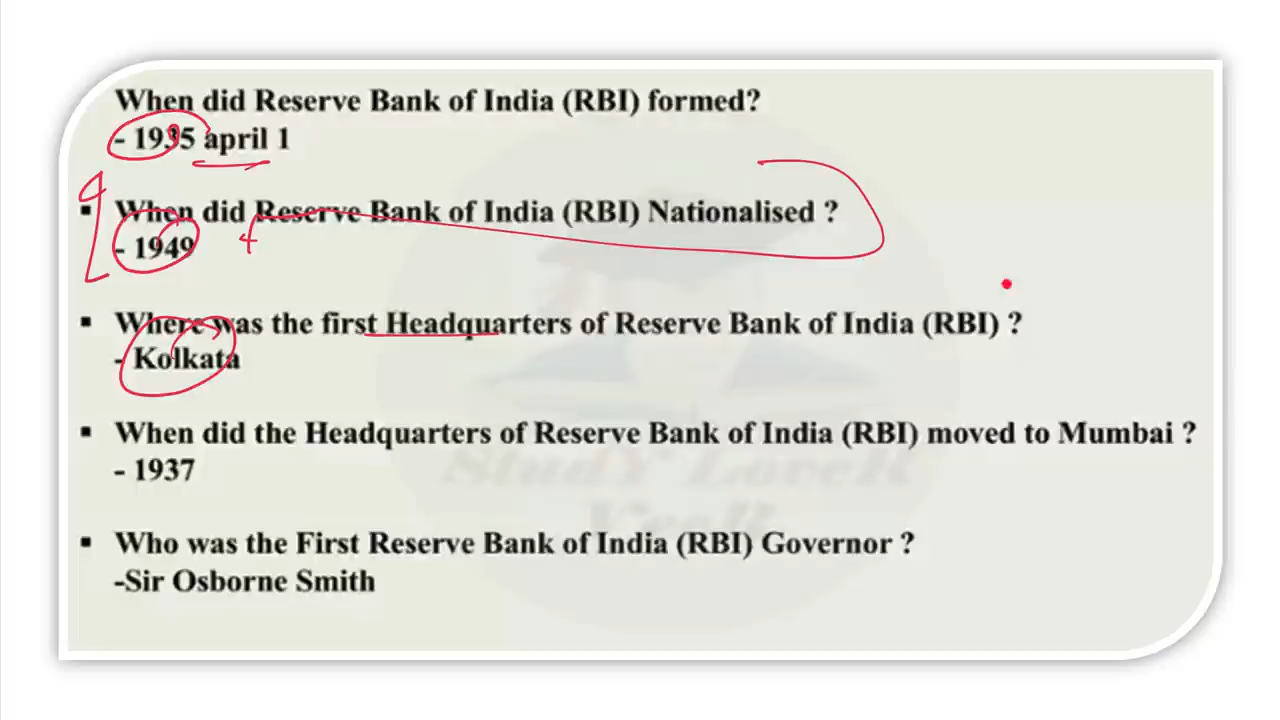 When did Reserve Bank of India (RBI) formed?
- 1935 april 1
▪ When did Reserve Bank of India (RBI) Nationalised ?
- 1949
▪ Where was the first Headquarters of Reserve Bank of India (RBI) ?
- Kolkata
▪ When did the Headquarters of Reserve Bank of India (RBI) moved to Mumbai ?
- 1937
StudY LoveR
VeeR
▪ Who was the First Reserve Bank of India (RBI) Governor ?
-Sir Osborne Smith